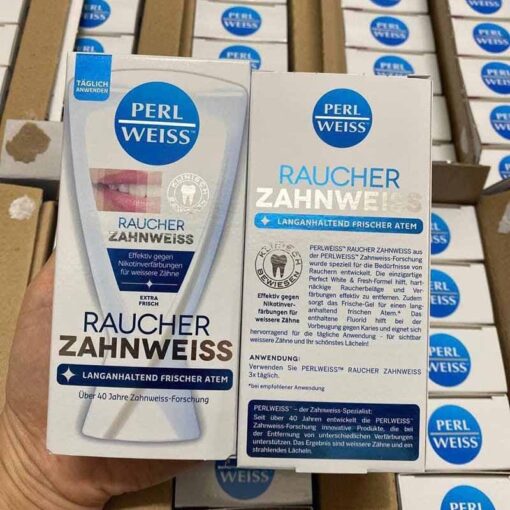 TÄGLICH
ANWENDEN
PERL
WEISS™
KLINISCH
RAUCHER
ZAHNWEISS
Effektiv gegen
Nikotinverfärbungen
für weissere Zähne
EXTRA
FRISCH
RAUCHER
ZAHNWEISS
LANGANHALTEND FRISCHER ATEM
Über 40 Jahre Zahnweiss-Forschung
PERL
WEISS™
RAUCHER
ZAHNWEISS
LANGANHALTEND FRISCHER ATEM
KLINISCH
BEWIESEN
Effektiv gegen
Nikotinver-
färbungen für
weissere Zähne
PERLWEISS™ RAUCHER ZAHNWEISS aus
der PERLWEISS™ Zahnweiss-Forschung
wurde speziell für die Bedürfnisse von
Rauchern entwickelt. Die einzigartige
Perfect White & Fresh-Formel hilft, hart-
näckige Raucherbeläge und Ver-
färbungen effektiv zu entfernen. Zudem
sorgt das Frische-Gel für einen lang-
anhaltend frischen Atem.* Das
enthaltene Fluorid hilft bei der
Vorbeugung gegen Karies und eignet sich
hervorragend für die tägliche Anwendung - für sichtbar
weissere Zähne und Ihr schönstes Lächeln!
ANWENDUNG:
Verwenden Sie PERLWEISS™ RAUCHER ZAHNWEISS
3x täglich.
*bei empfohlener Anwendung
PERLWEISS™ – der Zahnweiss-Spezialist:
Seit über 40 Jahren entwickelt die PERLWEISS™
Zahnweiss-Forschung innovative Produkte, die bei
der Entfernung von unterschiedlichen Verfärbungen
unterstützen. Das Ergebnis sind weissere Zähne und ein
strahlendes Lächeln.
PERL
WEISS
PERL
WEISS
PERL
WEISS